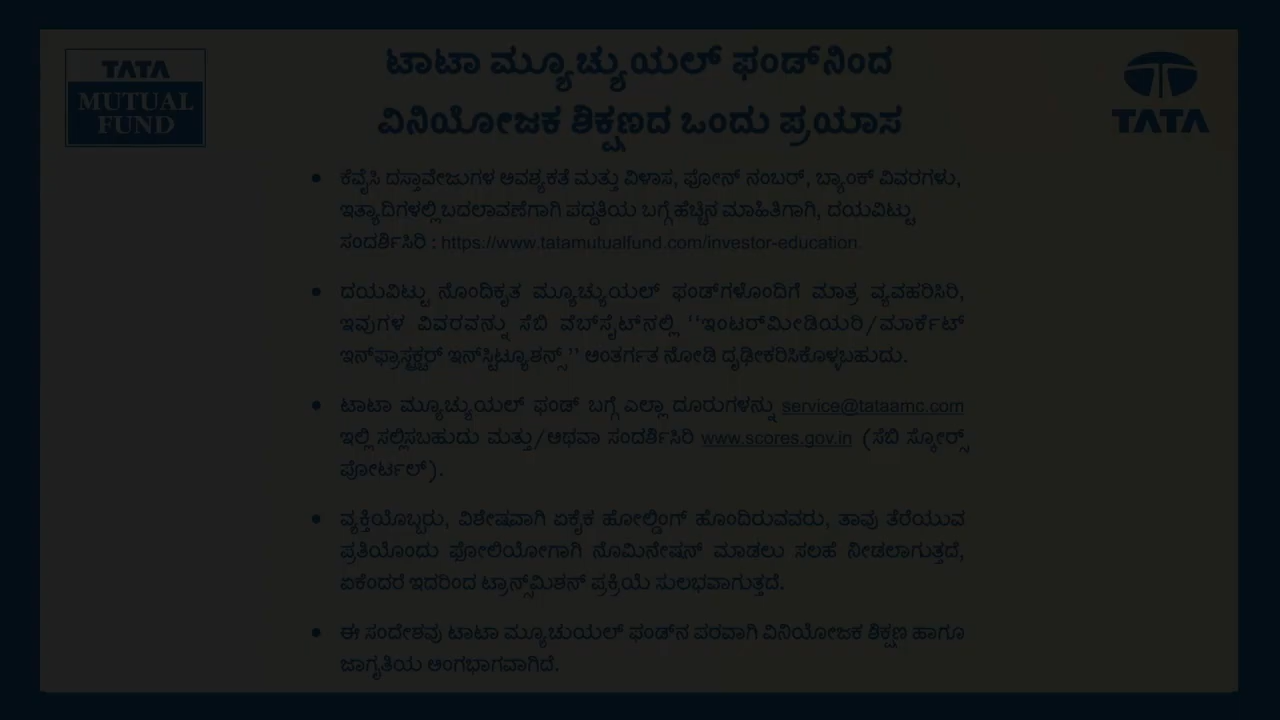 TATA
MUTUAL
FUND
ಟಾಟಾ ಮ್ಯೂಚ್ಯುಯಲ್ ಫಂಡ್‌ನಿಂದ
ವಿನಿಯೋಜಕ ಶಿಕ್ಷಣದ ಒಂದು ಪ್ರಯಾಸ
TATA
• ಕೆವೈಸಿ ದಸ್ತಾವೇಜುಗಳ ಅವಶ್ಯಕತೆ ಮತ್ತು ವಿಳಾಸ, ಫೋನ್ ನಂಬರ್, ಬ್ಯಾಂಕ್ ವಿವರಗಳು,
ಇತ್ಯಾದಿಗಳಲ್ಲಿ ಬದಲಾವಣೆಗಾಗಿ ಪದ್ಧತಿಯ ಬಗ್ಗೆ ಹೆಚ್ಚಿನ ಮಾಹಿತಿಗಾಗಿ, ದಯವಿಟ್ಟು
ಸಂದರ್ಶಿಸಿರಿ : https://www.tatamutualfund.com/investor-education.
• ದಯವಿಟ್ಟು ನೊಂದಿಕೃತ ಮ್ಯೂಚ್ಯುಯಲ್ ಫಂಡ್‌ಗಳೊಂದಿಗೆ ಮಾತ್ರ ವ್ಯವಹರಿಸಿರಿ,
ಇವುಗಳ ವಿವರವನ್ನು ಸೆಬಿ ವೆಬ್‌ಸೈಟ್‌ನಲ್ಲಿ ‘‘ಇಂಟರ್‌ಮೀಡಿಯರಿ/ಮಾರ್ಕೆಟ್
ಇನ್‌ಫ್ರಾಸ್ಟ್ರಕ್ಚರ್ ಇನ್‌ಸ್ಟಿಟ್ಯೂಶನ್ಸ್’’ ಅಂತರ್ಗತ ನೋಡಿ ದೃಢೀಕರಿಸಿಕೊಳ್ಳಬಹುದು.
• ಟಾಟಾ ಮ್ಯೂಚ್ಯುಯಲ್ ಫಂಡ್ ಬಗ್ಗೆ ಎಲ್ಲಾ ದೂರುಗಳನ್ನು service@tataamc.com
ಇಲ್ಲಿ ಸಲ್ಲಿಸಬಹುದು ಮತ್ತು/ಅಥವಾ ಸಂದರ್ಶಿಸಿರಿ www.scores.gov.in (ಸೆಬಿ ಸ್ಕೋರ್ಸ್
ಪೋರ್ಟಲ್).
• ವ್ಯಕ್ತಿಯೊಬ್ಬರು, ವಿಶೇಷವಾಗಿ ಏಕೈಕ ಹೋಲ್ಡಿಂಗ್ ಹೊಂದಿರುವವರು, ತಾವು ತೆರೆಯುವ
ಪ್ರತಿಯೊಂದು ಫೋಲಿಯೋಗಾಗಿ ನೊಮಿನೇಷನ್ ಮಾಡಲು ಸಲಹೆ ನೀಡಲಾಗುತ್ತದೆ,
ಏಕೆಂದರೆ ಇದರಿಂದ ಟ್ರಾನ್ಸ್‌ಮಿಶನ್ ಪ್ರಕ್ರಿಯೆ ಸುಲಭವಾಗುತ್ತದೆ.
• ಈ ಸಂದೇಶವು ಟಾಟಾ ಮ್ಯೂಚುಯಲ್ ಫಂಡ್‌ನ ಪರವಾಗಿ ವಿನಿಯೋಜಕ ಶಿಕ್ಷಣ ಹಾಗೂ
ಜಾಗೃತಿಯ ಅಂಗಭಾಗವಾಗಿದೆ.